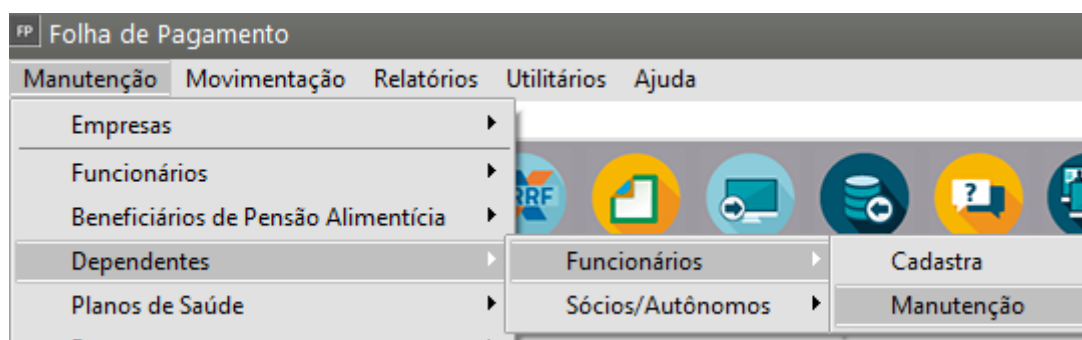 FP Folha de Pagamento
Manutenção Movimentação Relatórios Utilitários Ajuda
Empresas
Funcionários
Beneficiários de Pensão Alimentícia
RRF
?
Dependentes
Funcionários
Cadastra
Planos de Saúde
Sócios/Autônomos
Manutenção